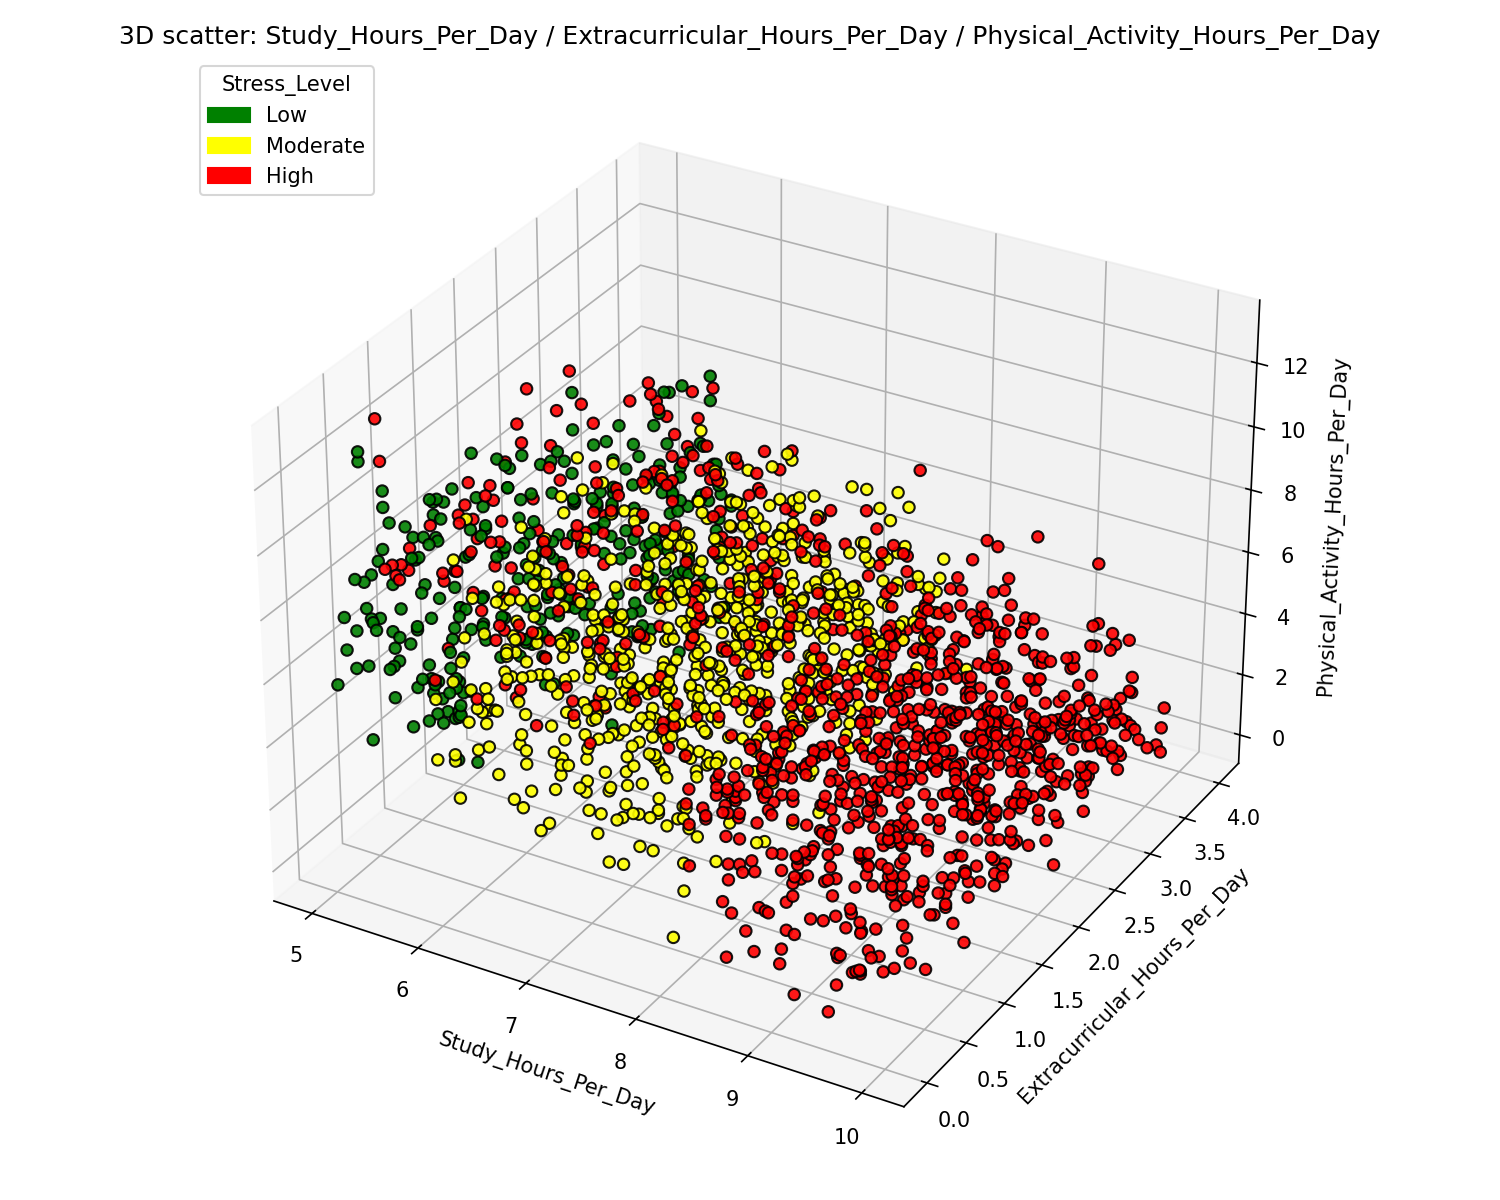 3D scatter: Study_Hours_Per_Day / Extracurricular_Hours_Per_Day / Physical_Activity_Hours_Per_Day
Stress_Level
Low
Moderate
High
12
10
8
6
4
2
0
Physical_Activity_Hours_Per_Day
4.0
3.5
3.0
2.5
2.0
1.5
1.0
0.5
0.0
Extracurricular_Hours_Per_Day
5
6
7
8
9
10
Study_Hours_Per_Day